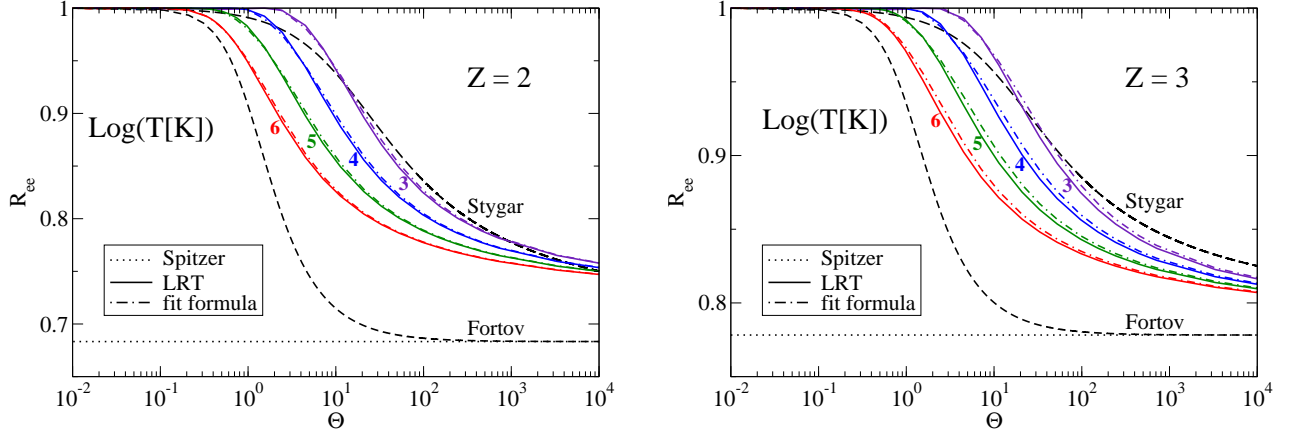 1
0.9
0.8
0.7
R_ee
Z = 2
Log(T[K])
6
5
4
3
Stygar
Fortov
Spitzer
LRT
fit formula
10^-2
10^-1
10^0
10^1
10^2
10^3
10^4
Θ
1
0.9
0.8
R_ee
Z = 3
Log(T[K])
6
5
4
3
Stygar
Fortov
Spitzer
LRT
fit formula
10^-2
10^-1
10^0
10^1
10^2
10^3
10^4
Θ